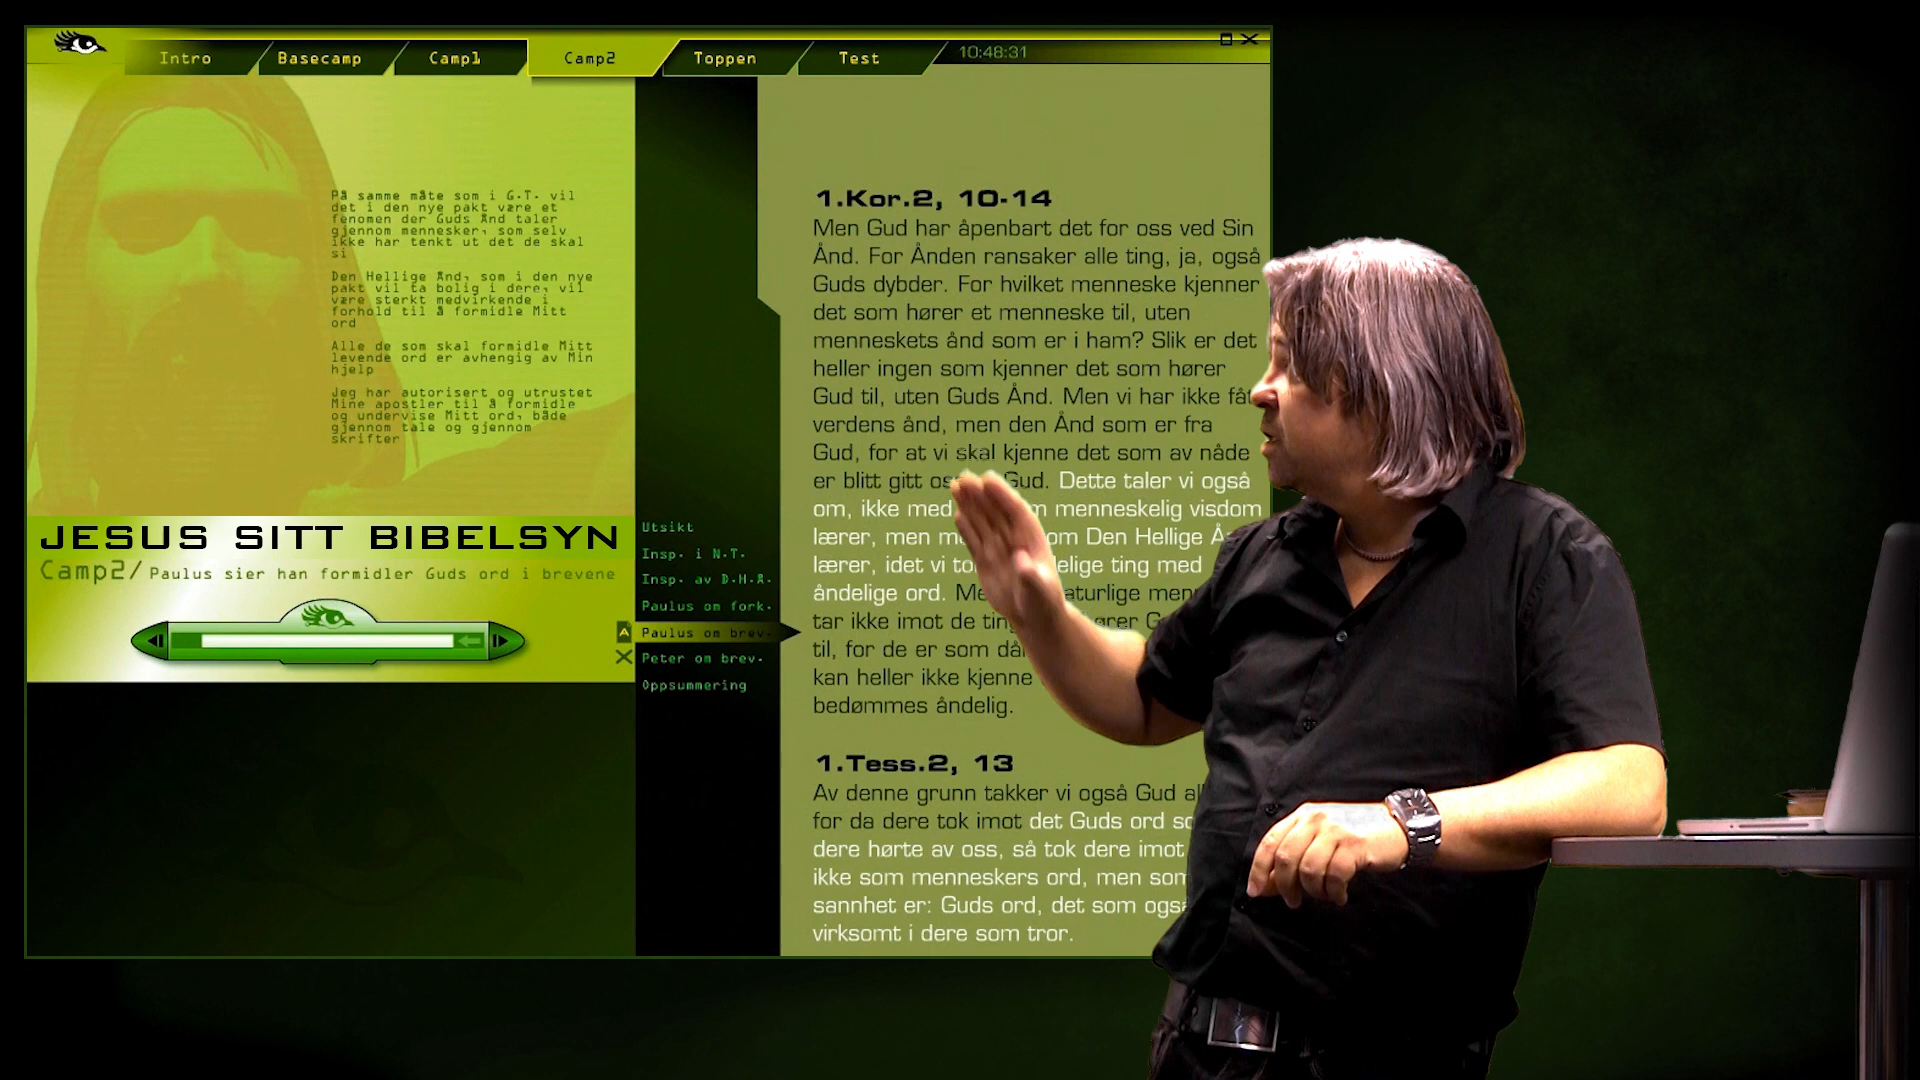 Intro
Basecamp
Camp1
Camp2
Toppen
Test
10:48:31
På samme måte som i G.T. vil
det i den nye pakt være et
fenomen der Guds Ånd taler
gjennom mennesker, som selv
ikke har tenkt ut det de skal
si
Den Hellige Ånd, som i den nye
pakt vil ta bolig i dere, vil
være sterkt medvirkende i
forhold til å formidle Mitt
ord
Alle de som skal formidle Mitt
levende ord er avhengig av Min
hjelp
Jeg har autorisert og utrustet
Mine apostler til å formidle
og undervise Mitt ord, både
gjennom tale og gjennom
skrifter
JESUS SITT BIBELSYN
Camp2/Paulus sier han formidler Guds ord i brevene
Utsikt
Insp. i N.T.
Insp. av D.H.Å.
Paulus om fork.
A Paulus om brev.
Peter om brev.
Oppsummering
1.Kor.2, 10-14
Men Gud har åpenbart det for oss ved Sin
Ånd. For Ånden ransaker alle ting, ja, også
Guds dybder. For hvilket menneske kjenner
det som hører et menneske til, uten
menneskets ånd som er i ham? Slik er det
heller ingen som kjenner det som hører
Gud til, uten Guds Ånd. Men vi har ikke fåt
verdens ånd, men den Ånd som er fra
Gud, for at vi skal kjenne det som av nåde
er blitt gitt Gud. Dette taler vi også
om, ikke med menneskelig visdom
lærer, men om Den Hellige
lærer, idet vi ting med
åndelige ord.
tar ikke imot de
til, for de er som
kan heller ikke kjenne
bedømmes åndelig.
1.Tess.2, 13
Av denne grunn takker vi også Gud
for da dere tok imot det Guds ord
dere hørte av oss, så tok dere imot
ikke som menneskers ord, men som
sannhet er: Guds ord, det som også
virksomt i dere som tror.